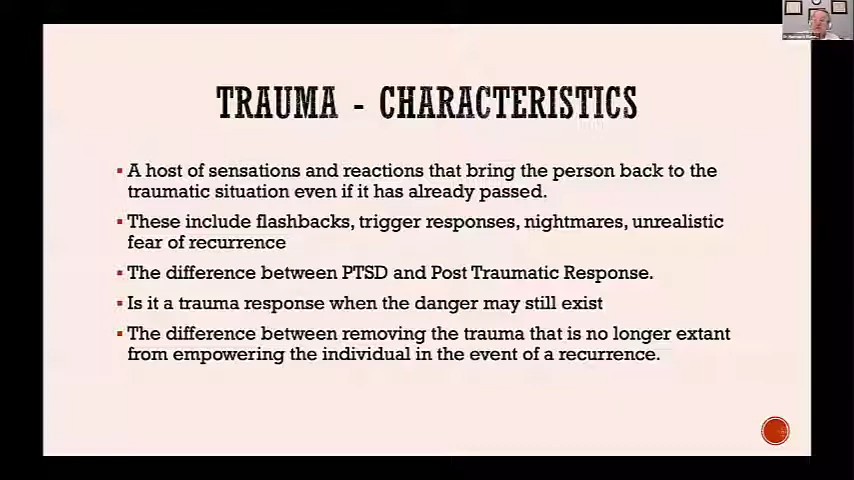 TRAUMA - CHARACTERISTICS
▪ A host of sensations and reactions that bring the person back to the
traumatic situation even if it has already passed.
▪ These include flashbacks, trigger responses, nightmares, unrealistic
fear of recurrence
▪ The difference between PTSD and Post Traumatic Response.
▪ Is it a trauma response when the danger may still exist
▪ The difference between removing the trauma that is no longer extant
from empowering the individual in the event of a recurrence.